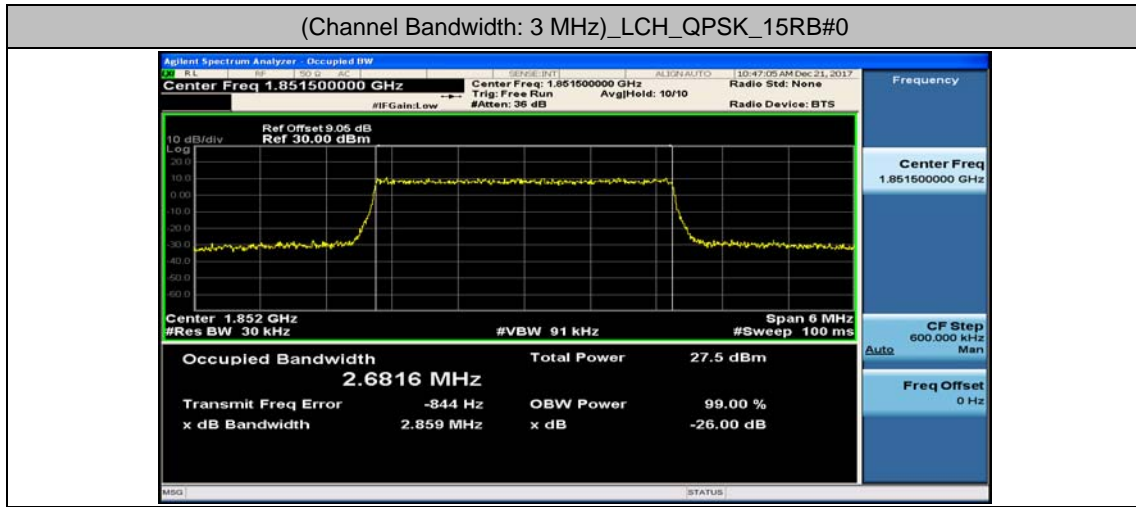 (Channel Bandwidth: 3 MHz)_LCH_QPSK_15RB#0
Agilent Spectrum Analyzer - Occupied BW
RL RF 50 Ω AC SENSE:INT ALIGN AUTO 10:47:05 AM Dec 21, 2017
Center Freq 1.851500000 GHz
Center Freq: 1.851500000 GHz Radio Std: None
Trig: Free Run Avg|Hold: 10/10
#IFGain:Low #Atten: 36 dB Radio Device: BTS
Ref Offset 9.05 dB
10 dB/div Ref 30.00 dBm
Log
20.0
10.0
0.00
-10.0
-20.0
-30.0
-40.0
-50.0
-60.0
Center 1.852 GHz Span 6 MHz
#Res BW 30 kHz #VBW 91 kHz #Sweep 100 ms
Occupied Bandwidth Total Power 27.5 dBm
2.6816 MHz
Transmit Freq Error -844 Hz OBW Power 99.00 %
x dB Bandwidth 2.859 MHz x dB -26.00 dB
Frequency
Center Freq
1.851500000 GHz
CF Step
600.000 kHz
Auto Man
Freq Offset
0 Hz
MSG STATUS